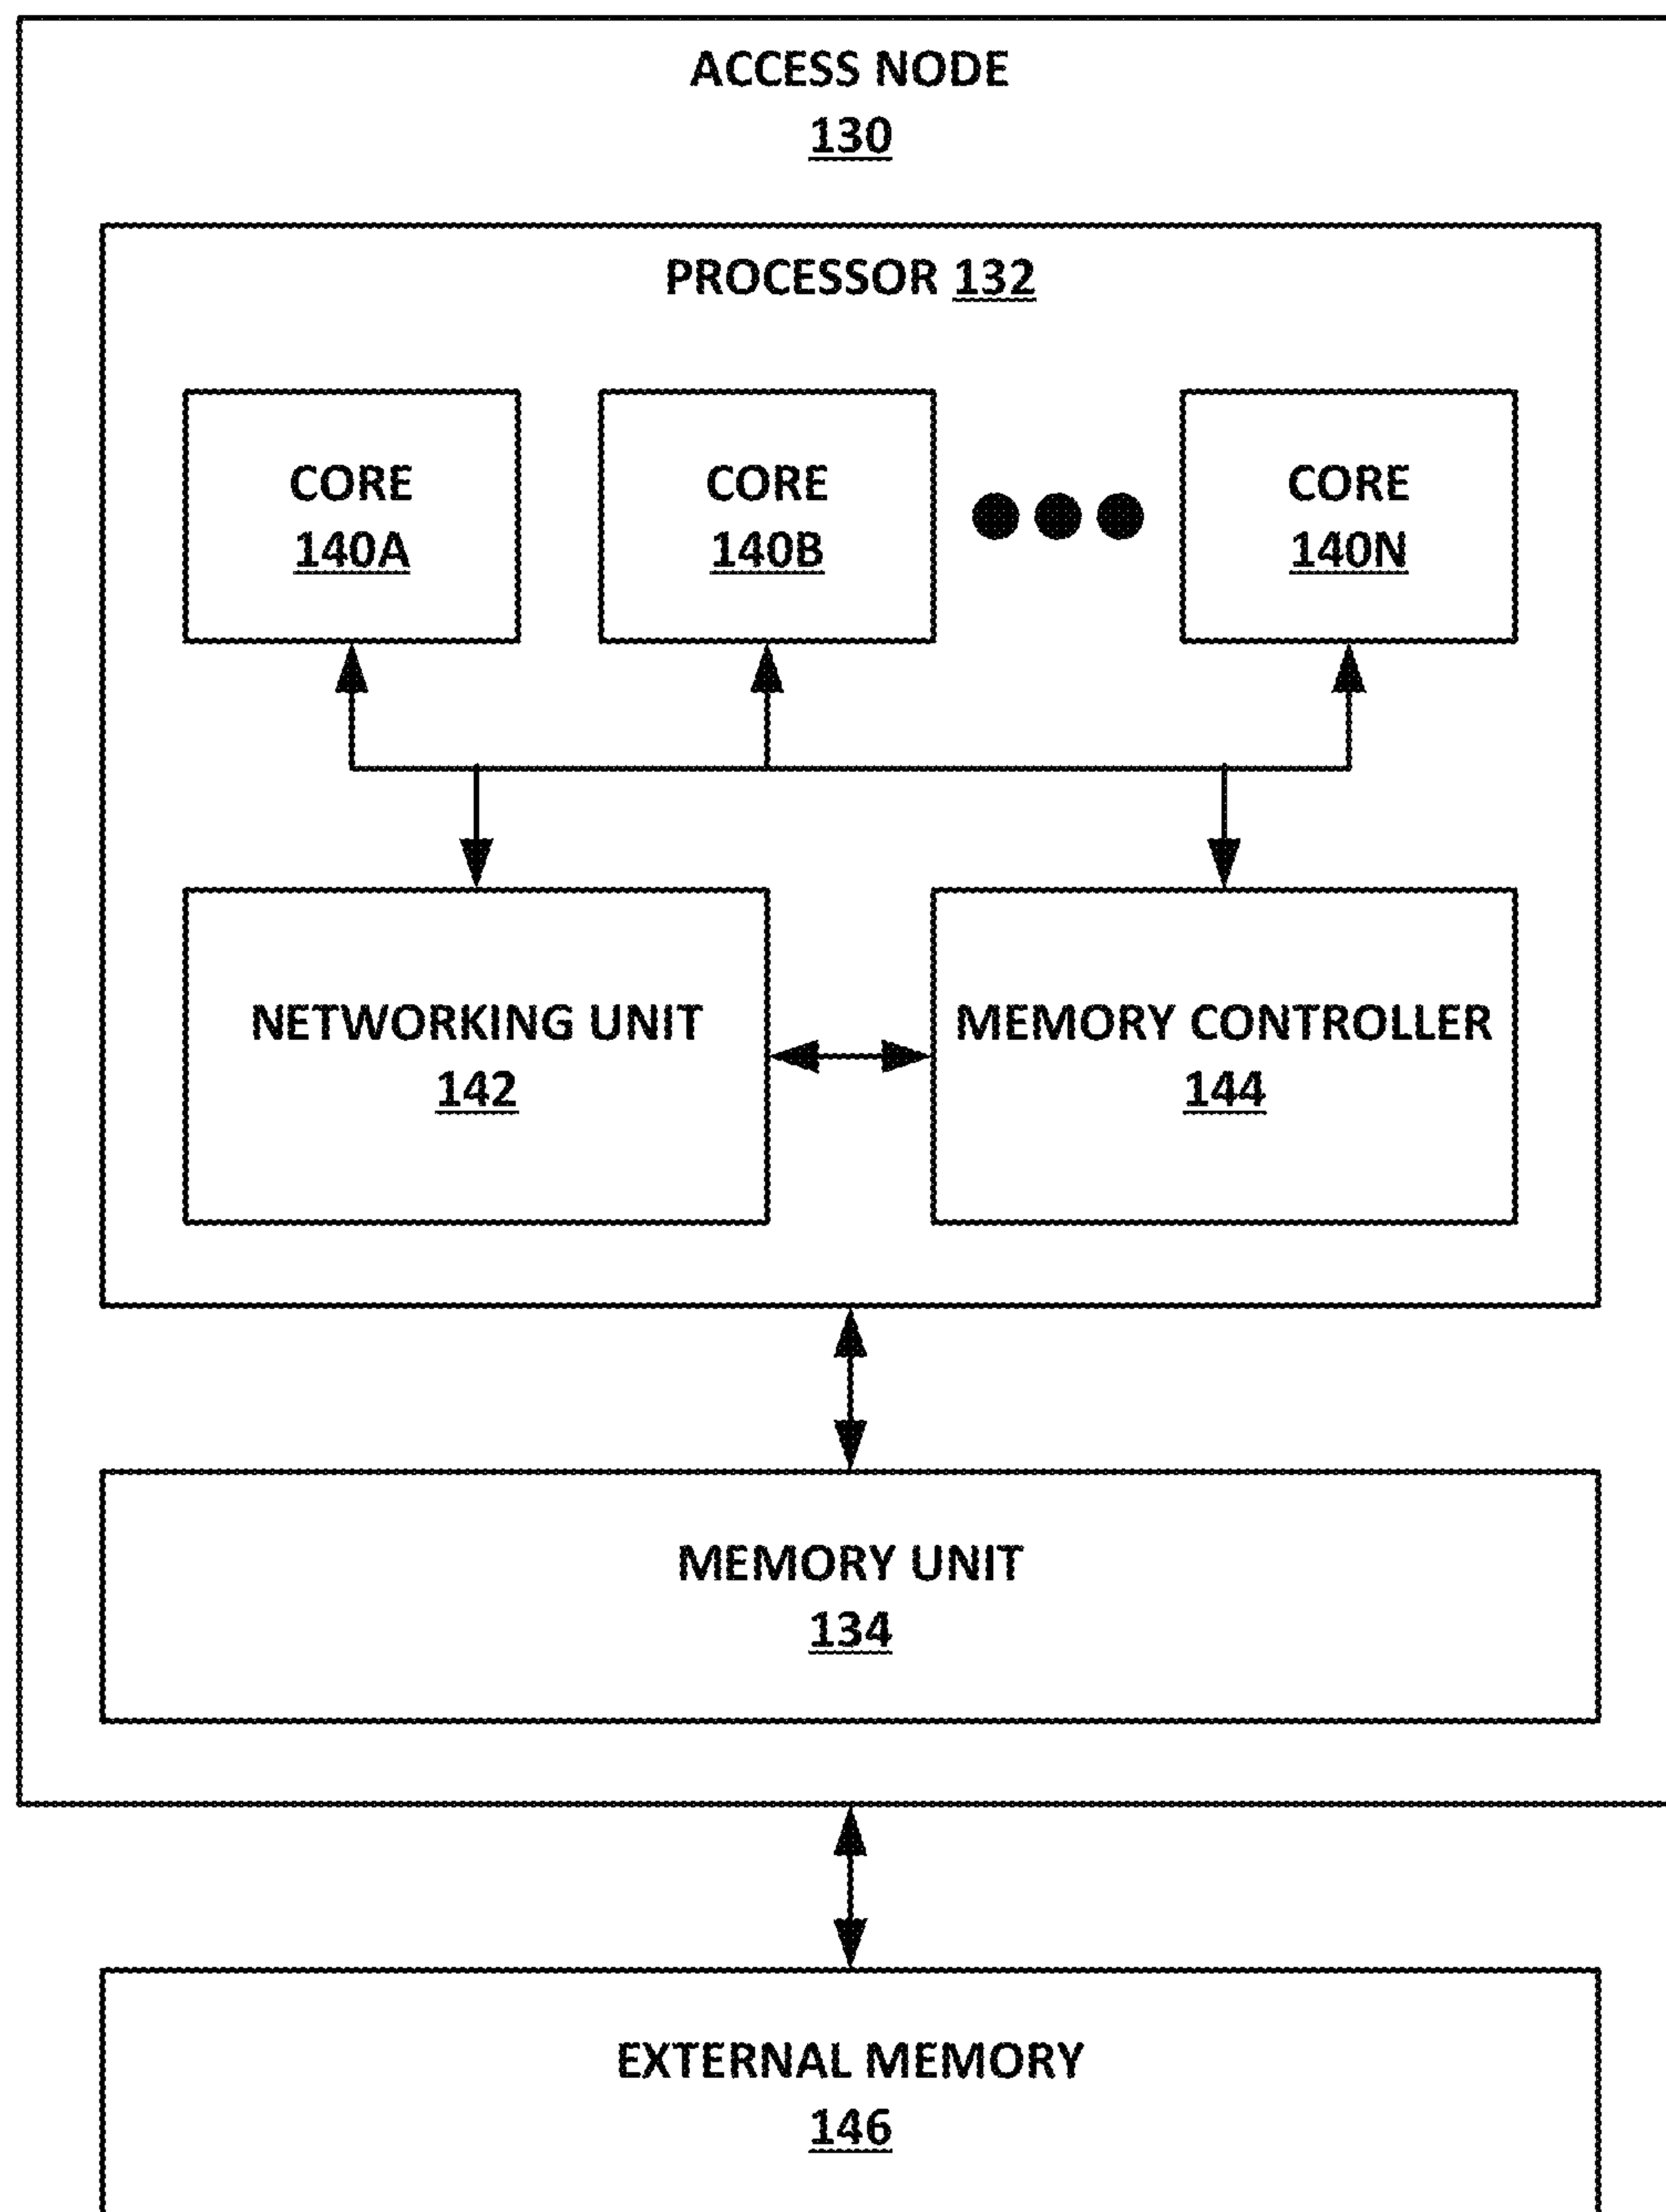 ACCESS NODE
130
PROCESSOR 132
CORE
140A
CORE
140B
CORE
140N
NETWORKING UNIT
142
MEMORY CONTROLLER
144
MEMORY UNIT
134
EXTERNAL MEMORY
146